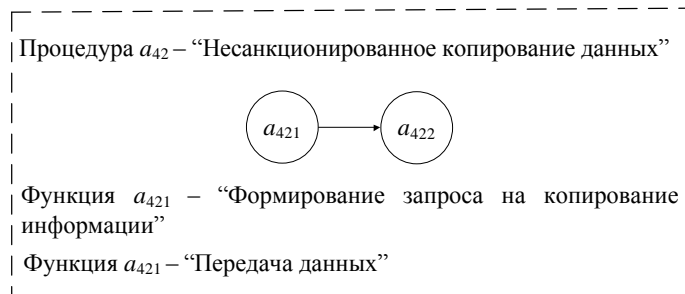 Процедура a42 – “Несанкционированное копирование данных”
a421 a422
Функция a421 – “Формирование запроса на копирование
информации”
Функция a421 – “Передача данных”